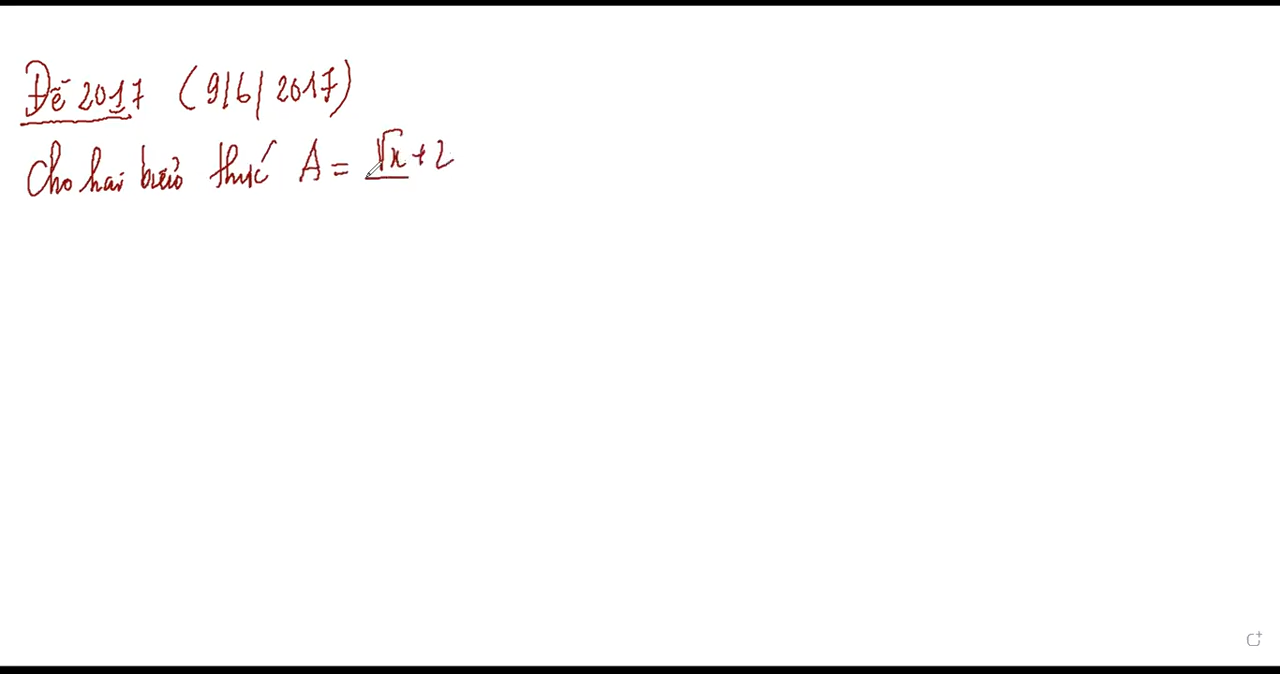 Đề 2017 (9/6/2017)
Cho hai biểu thức A = √x + 2